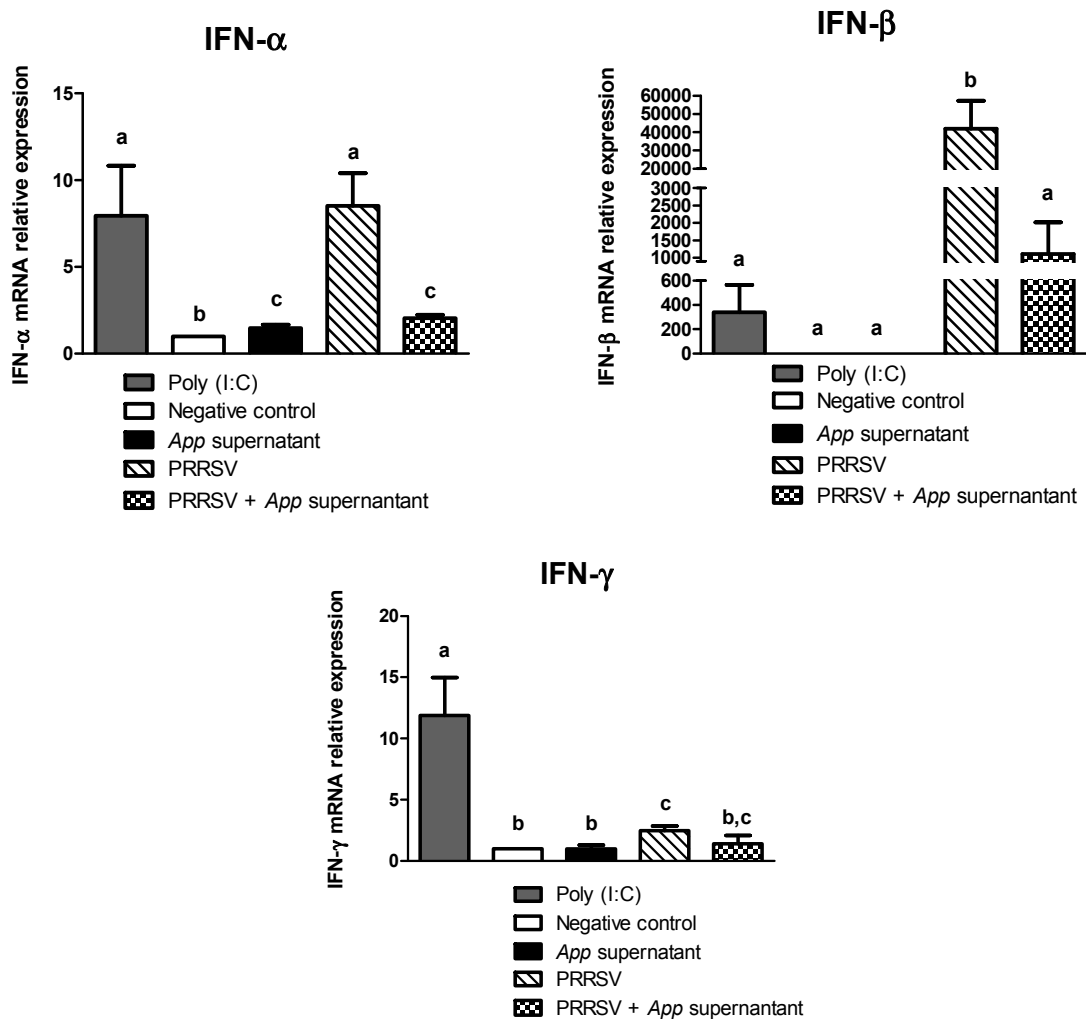 IFN-α
IFN-α mRNA relative expression
15
10
5
0
a
b
c
a
c
Poly (I:C)
Negative control
App supernatant
PRRSV
PRRSV + App supernantant
IFN-β
IFN-β mRNA relative expression
60000
50000
40000
30000
20000
3000
2500
2000
1500
1000
600
400
200
0
a
a
a
b
a
Poly (I:C)
Negative control
App supernatant
PRRSV
PRRSV + App supernantant
IFN-γ
IFN-γ mRNA relative expression
20
15
10
5
0
a
b
b
c
b,c
Poly (I:C)
Negative control
App supernatant
PRRSV
PRRSV + App supernantant